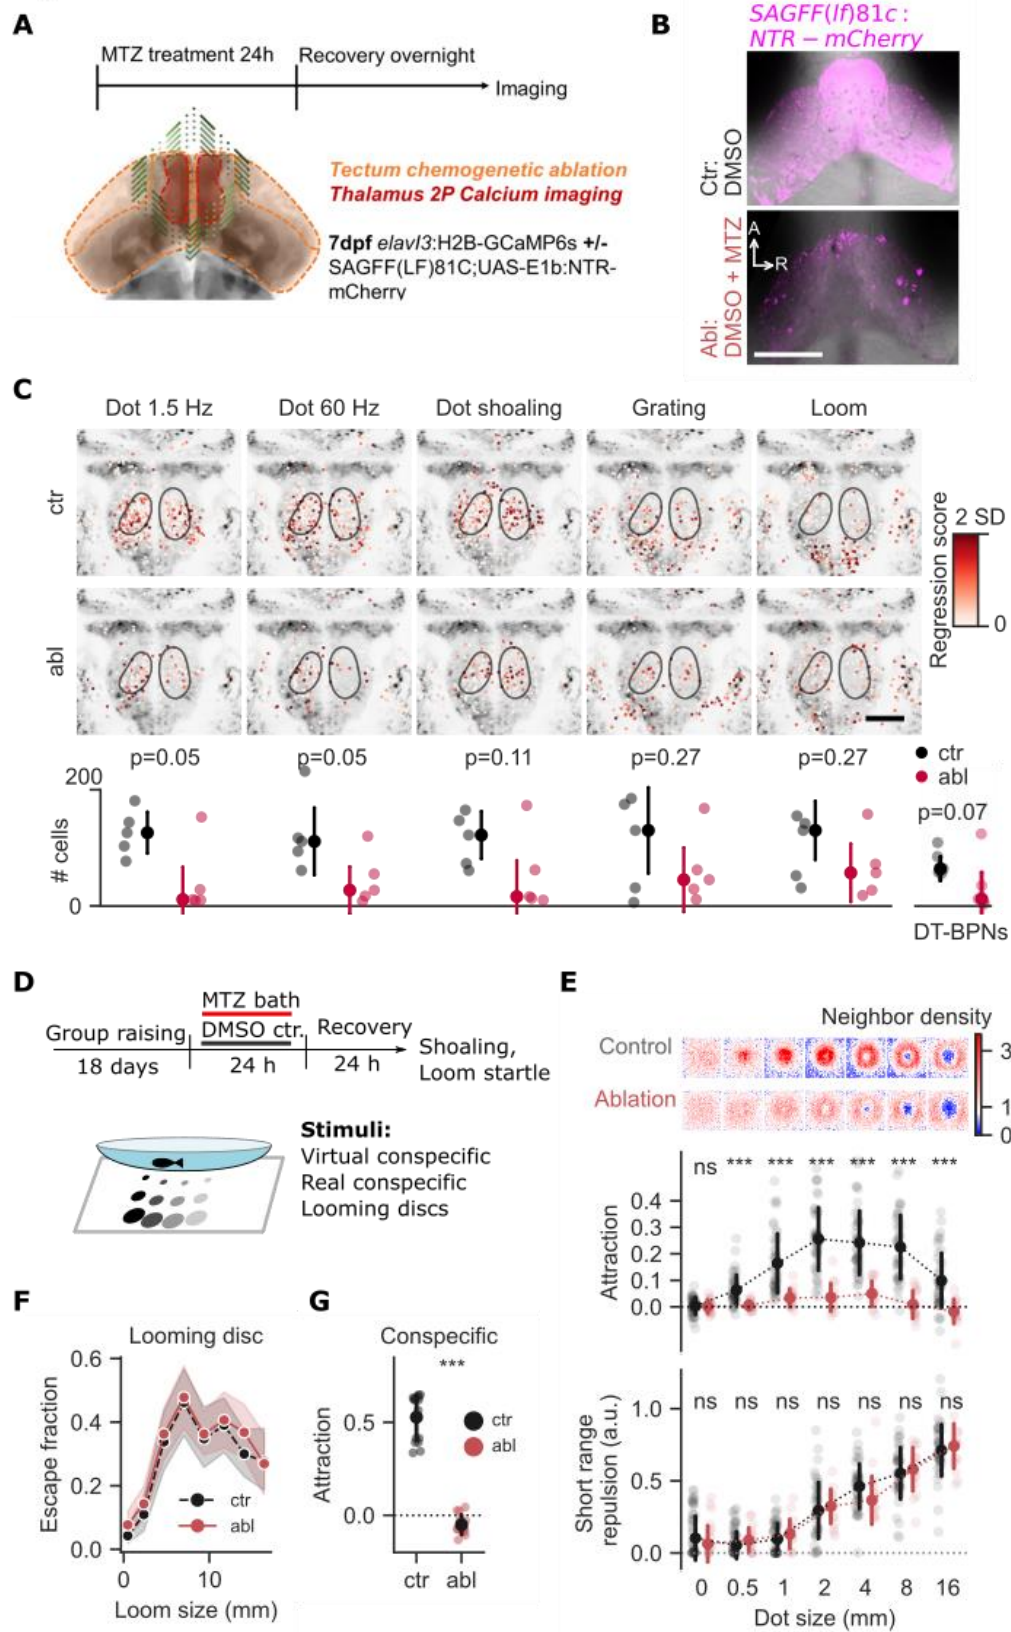 A
MTZ treatment 24h
Recovery overnight
Imaging
Tectum chemogenetic ablation
Thalamus 2P Calcium imaging
7dpf elavl3:H2B-GCaMP6s +/-
SAGFF(LF)81C;UAS-E1b:NTR-
mCherry
B
SAGFF(lf)81c :
NTR − mCherry
Ctr:
DMSO
Abl:
DMSO + MTZ
A
R
C
Dot 1.5 Hz
Dot 60 Hz
Dot shoaling
Grating
Loom
ctr
abl
Regression score
2 SD
0
p=0.05
p=0.05
p=0.11
p=0.27
p=0.27
ctr
abl
p=0.07
# cells
200
0
DT-BPNs
D
MTZ bath
Group raising
DMSO ctr.
Recovery
18 days
24 h
24 h
Shoaling,
Loom startle
Stimuli:
Virtual conspecific
Real conspecific
Looming discs
E
Neighbor density
Control
Ablation
3
1
0
ns *** *** *** *** *** ***
Attraction
0.4
0.3
0.2
0.1
0.0
ns ns ns ns ns ns ns
Short range
repulsion (a.u.)
1.0
0.5
0.0
0 0.5 1 2 4 8 16
Dot size (mm)
F
Looming disc
Escape fraction
0.6
0.4
0.2
0.0
ctr
abl
0 10
Loom size (mm)
G
Conspecific
***
Attraction
0.5
0.0
ctr
abl
ctr abl